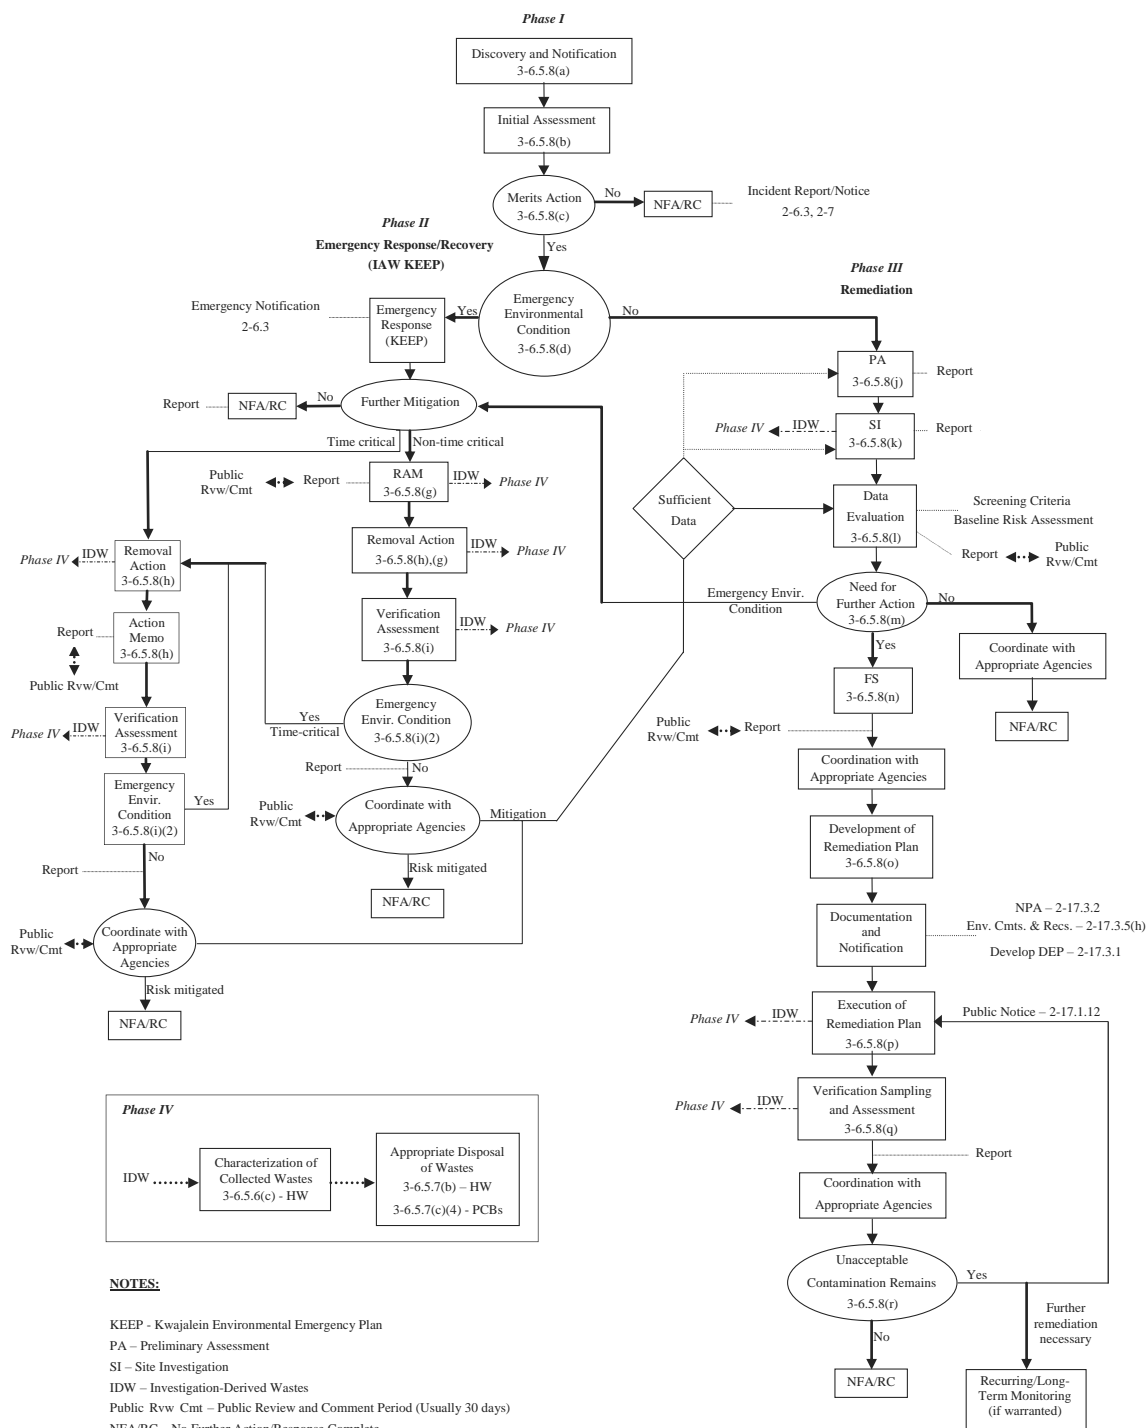 Phase I
Discovery and Notification
3-6.5.8(a)
Initial Assessment
3-6.5.8(b)
Merits Action
3-6.5.8(c)
No
NFA/RC
Incident Report/Notice
2-6.3, 2-7
Yes
Phase II
Emergency Response/Recovery
(IAW KEEP)
Phase III
Remediation
Emergency Notification
2-6.3
Emergency
Response
(KEEP)
Yes
Emergency
Environmental
Condition
3-6.5.8(d)
No
PA
3-6.5.8(j)
Report
Report
NFA/RC
No
Further Mitigation
Phase IV
IDW
SI
3-6.5.8(k)
Report
Time critical
Non-time critical
Public
Rvw/Cmt
Report
RAM
3-6.5.8(g)
IDW
Phase IV
Sufficient
Data
Data
Evaluation
3-6.5.8(l)
Screening Criteria
Baseline Risk Assessment
Report
Public
Rvw/Cmt
Phase IV
IDW
Removal
Action
3-6.5.8(h)
Removal Action
3-6.5.8(h),(g)
IDW
Phase IV
Emergency Envir.
Condition
Need for
Further Action
3-6.5.8(m)
No
Yes
Coordinate with
Appropriate Agencies
NFA/RC
Report
Action
Memo
3-6.5.8(h)
Public Rvw/Cmt
Verification
Assessment
3-6.5.8(i)
IDW
Phase IV
FS
3-6.5.8(n)
Phase IV
IDW
Verification
Assessment
3-6.5.8(i)
Yes
Time-critical
Emergency
Envir. Condition
3-6.5.8(i)(2)
Public
Rvw/Cmt
Report
Coordination with
Appropriate Agencies
Emergency
Envir.
Condition
3-6.5.8(i)(2)
Yes
Report
No
Public
Rvw/Cmt
Coordinate with
Appropriate Agencies
Mitigation
Development of
Remediation Plan
3-6.5.8(o)
No
Report
Risk mitigated
NFA/RC
Public
Rvw/Cmt
Coordinate with
Appropriate
Agencies
Documentation
and
Notification
NPA – 2-17.3.2
Env. Cmts. & Recs. – 2-17.3.5(h)
Develop DEP – 2-17.3.1
Risk mitigated
NFA/RC
Phase IV
IDW
Execution of
Remediation Plan
3-6.5.8(p)
Public Notice – 2-17.1.12
Phase IV
IDW
Verification Sampling
and Assessment
3-6.5.8(q)
Report
Coordination with
Appropriate Agencies
Unacceptable
Contamination Remains
3-6.5.8(r)
Yes
No
NFA/RC
Further
remediation
necessary
Recurring/Long-
Term Monitoring
(if warranted)
Phase IV
IDW
Characterization of
Collected Wastes
3-6.5.6(c) - HW
Appropriate Disposal
of Wastes
3-6.5.7(b) – HW
3-6.5.7(c)(4) - PCBs
NOTES:
KEEP - Kwajalein Environmental Emergency Plan
PA – Preliminary Assessment
SI – Site Investigation
IDW – Investigation-Derived Wastes
Public Rvw Cmt – Public Review and Comment Period (Usually 30 days)
NFA/RC – No Further Action/Response Complete